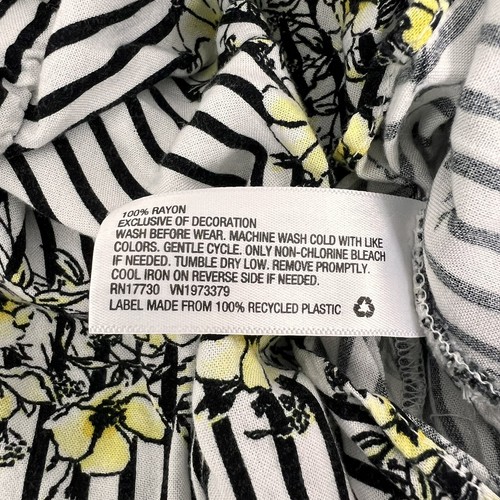 100% RAYON
EXCLUSIVE OF DECORATION
WASH BEFORE WEAR. MACHINE WASH COLD WITH LIKE
COLORS. GENTLE CYCLE. ONLY NON-CHLORINE BLEACH
IF NEEDED. TUMBLE DRY LOW. REMOVE PROMPTLY.
COOL IRON ON REVERSE SIDE IF NEEDED.
RN17730 VN1973379
LABEL MADE FROM 100% RECYCLED PLASTIC